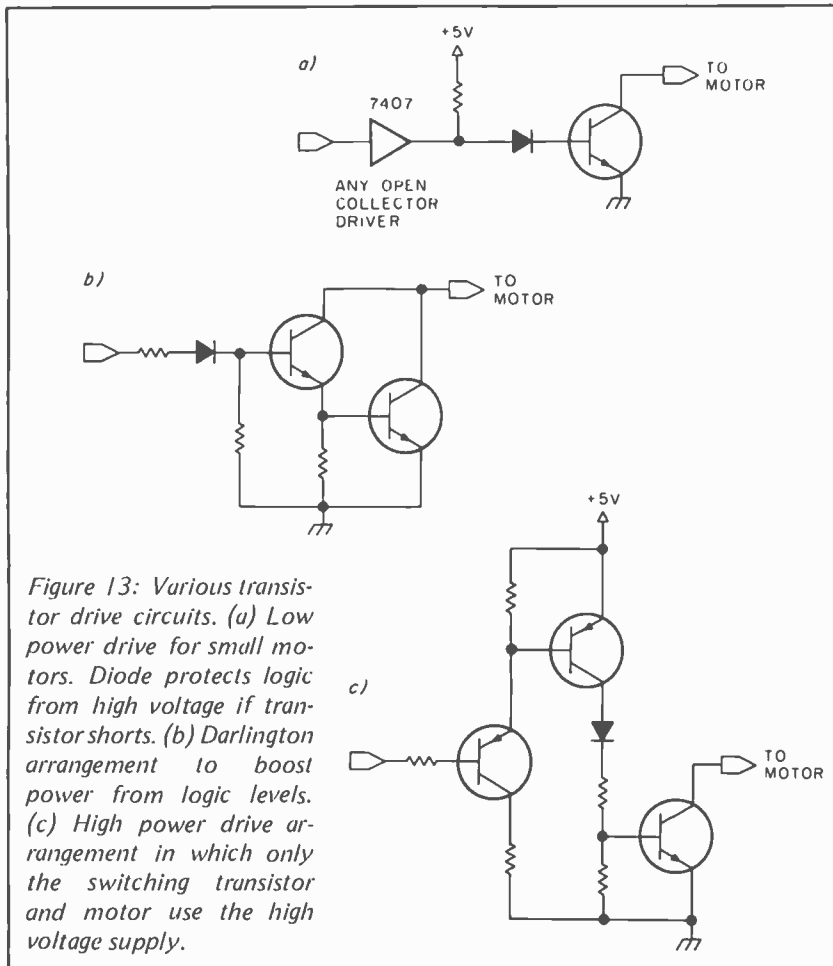 a)
+5V
7407
TO
MOTOR
ANY OPEN
COLLECTOR
DRIVER
b)
TO
MOTOR
+5V
Figure 13: Various transis-
tor drive circuits. (a) Low
power drive for small mo-
tors. Diode protects logic
from high voltage if tran-
sistor shorts. (b) Darlington
arrangement to boost
power from logic levels.
(c) High power drive ar-
rangement in which only
the switching transistor
and motor use the high
voltage supply.
c)
TO
MOTOR